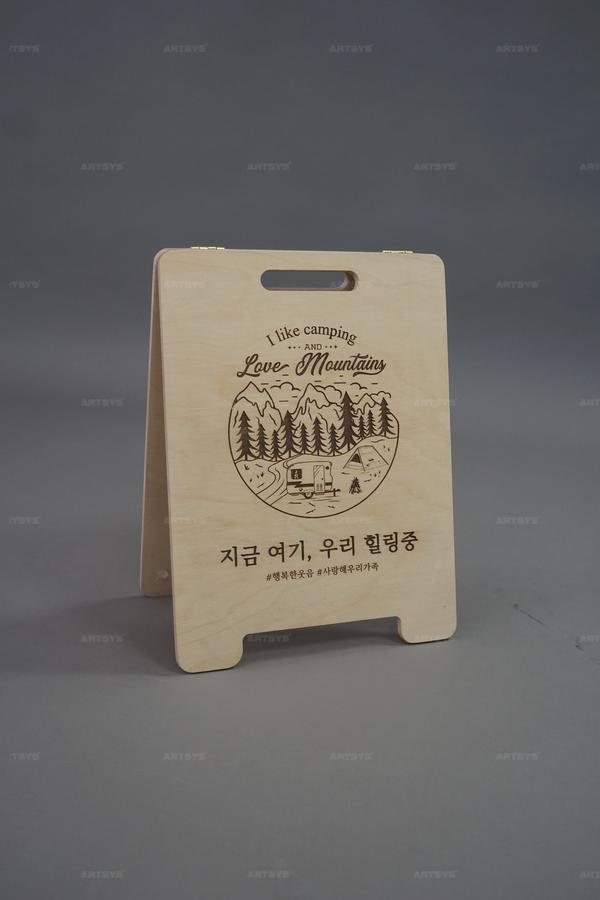 I like camping
AND
Love Mountains
지금 여기, 우리 힐링중
#행복한웃음 #사랑해우리가족
ARTSYS